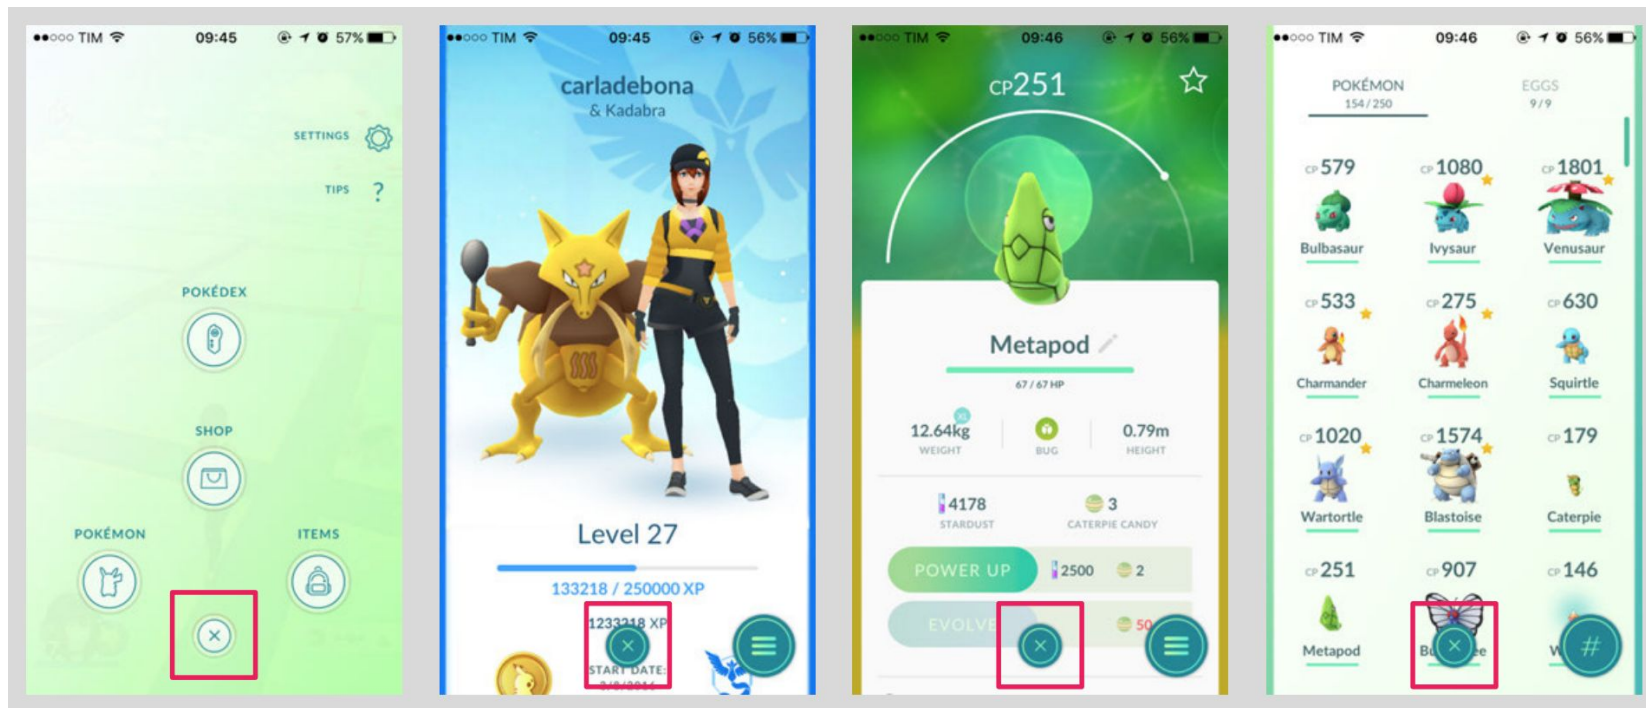 TIM 09:45 57%
SETTINGS
TIPS ?
POKÉDEX
SHOP
POKÉMON ITEMS
TIM 09:45 56%
carladebona
& Kadabra
Level 27
133218 / 250000 XP
1233218 XP
START DATE:
TIM 09:46 56%
CP251
Metapod
67 / 67 HP
XL
12.64kg 0.79m
WEIGHT BUG HEIGHT
4178 3
STARDUST CATERPIE CANDY
POWER UP 2500 2
EVOLVE 50
TIM 09:46 56%
POKÉMON EGGS
154 / 250 9 / 9
CP579 CP1080 CP1801
Bulbasaur Ivysaur Venusaur
CP533 CP275 CP630
Charmander Charmeleon Squirtle
CP1020 CP1574 CP179
Wartortle Blastoise Caterpie
CP251 CP907 CP146
Metapod
#